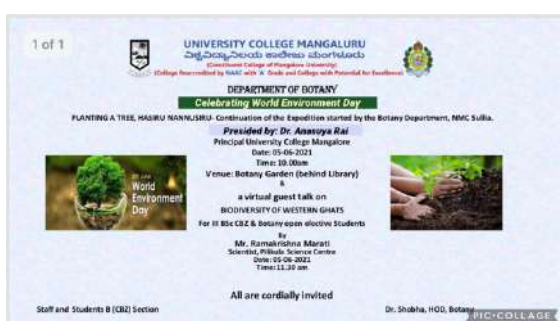 1 of 1
UNIVERSITY COLLEGE MANGALURU
ವಿಶ್ವವಿದ್ಯಾನಿಲಯ ಕಾಲೇಜು ಮಂಗಳೂರು
(Constituent College of Mangalore University)
(College Reaccredited by NAAC with 'A' Grade and College with Potential for Excellence)
DEPARTMENT OF BOTANY
Celebrating World Environment Day
PLANTING A TREE, HASIRU NANNUSIRU- Continuation of the Expedition started by the Botany Department, NMC Sullia.
Presided by: Dr. Anasuya Rai
Principal University College Mangalore
Date: 05-06-2021
Time: 10.00am
Venue: Botany Garden (behind Library)
&
a virtual guest talk on
BIODIVERSITY OF WESTERN GHATS
For III BSc CBZ & Botany open elective Students
By
Mr. Ramakrishna Marati
Scientist, Pilikula Science Centre
Date: 05-06-2021
Time: 11.30 am
World
Environment
Day
All are cordially invited
Staff and Students B (CBZ) Section
Dr. Shobha, HOD, Botany
PIC•COLLAGE